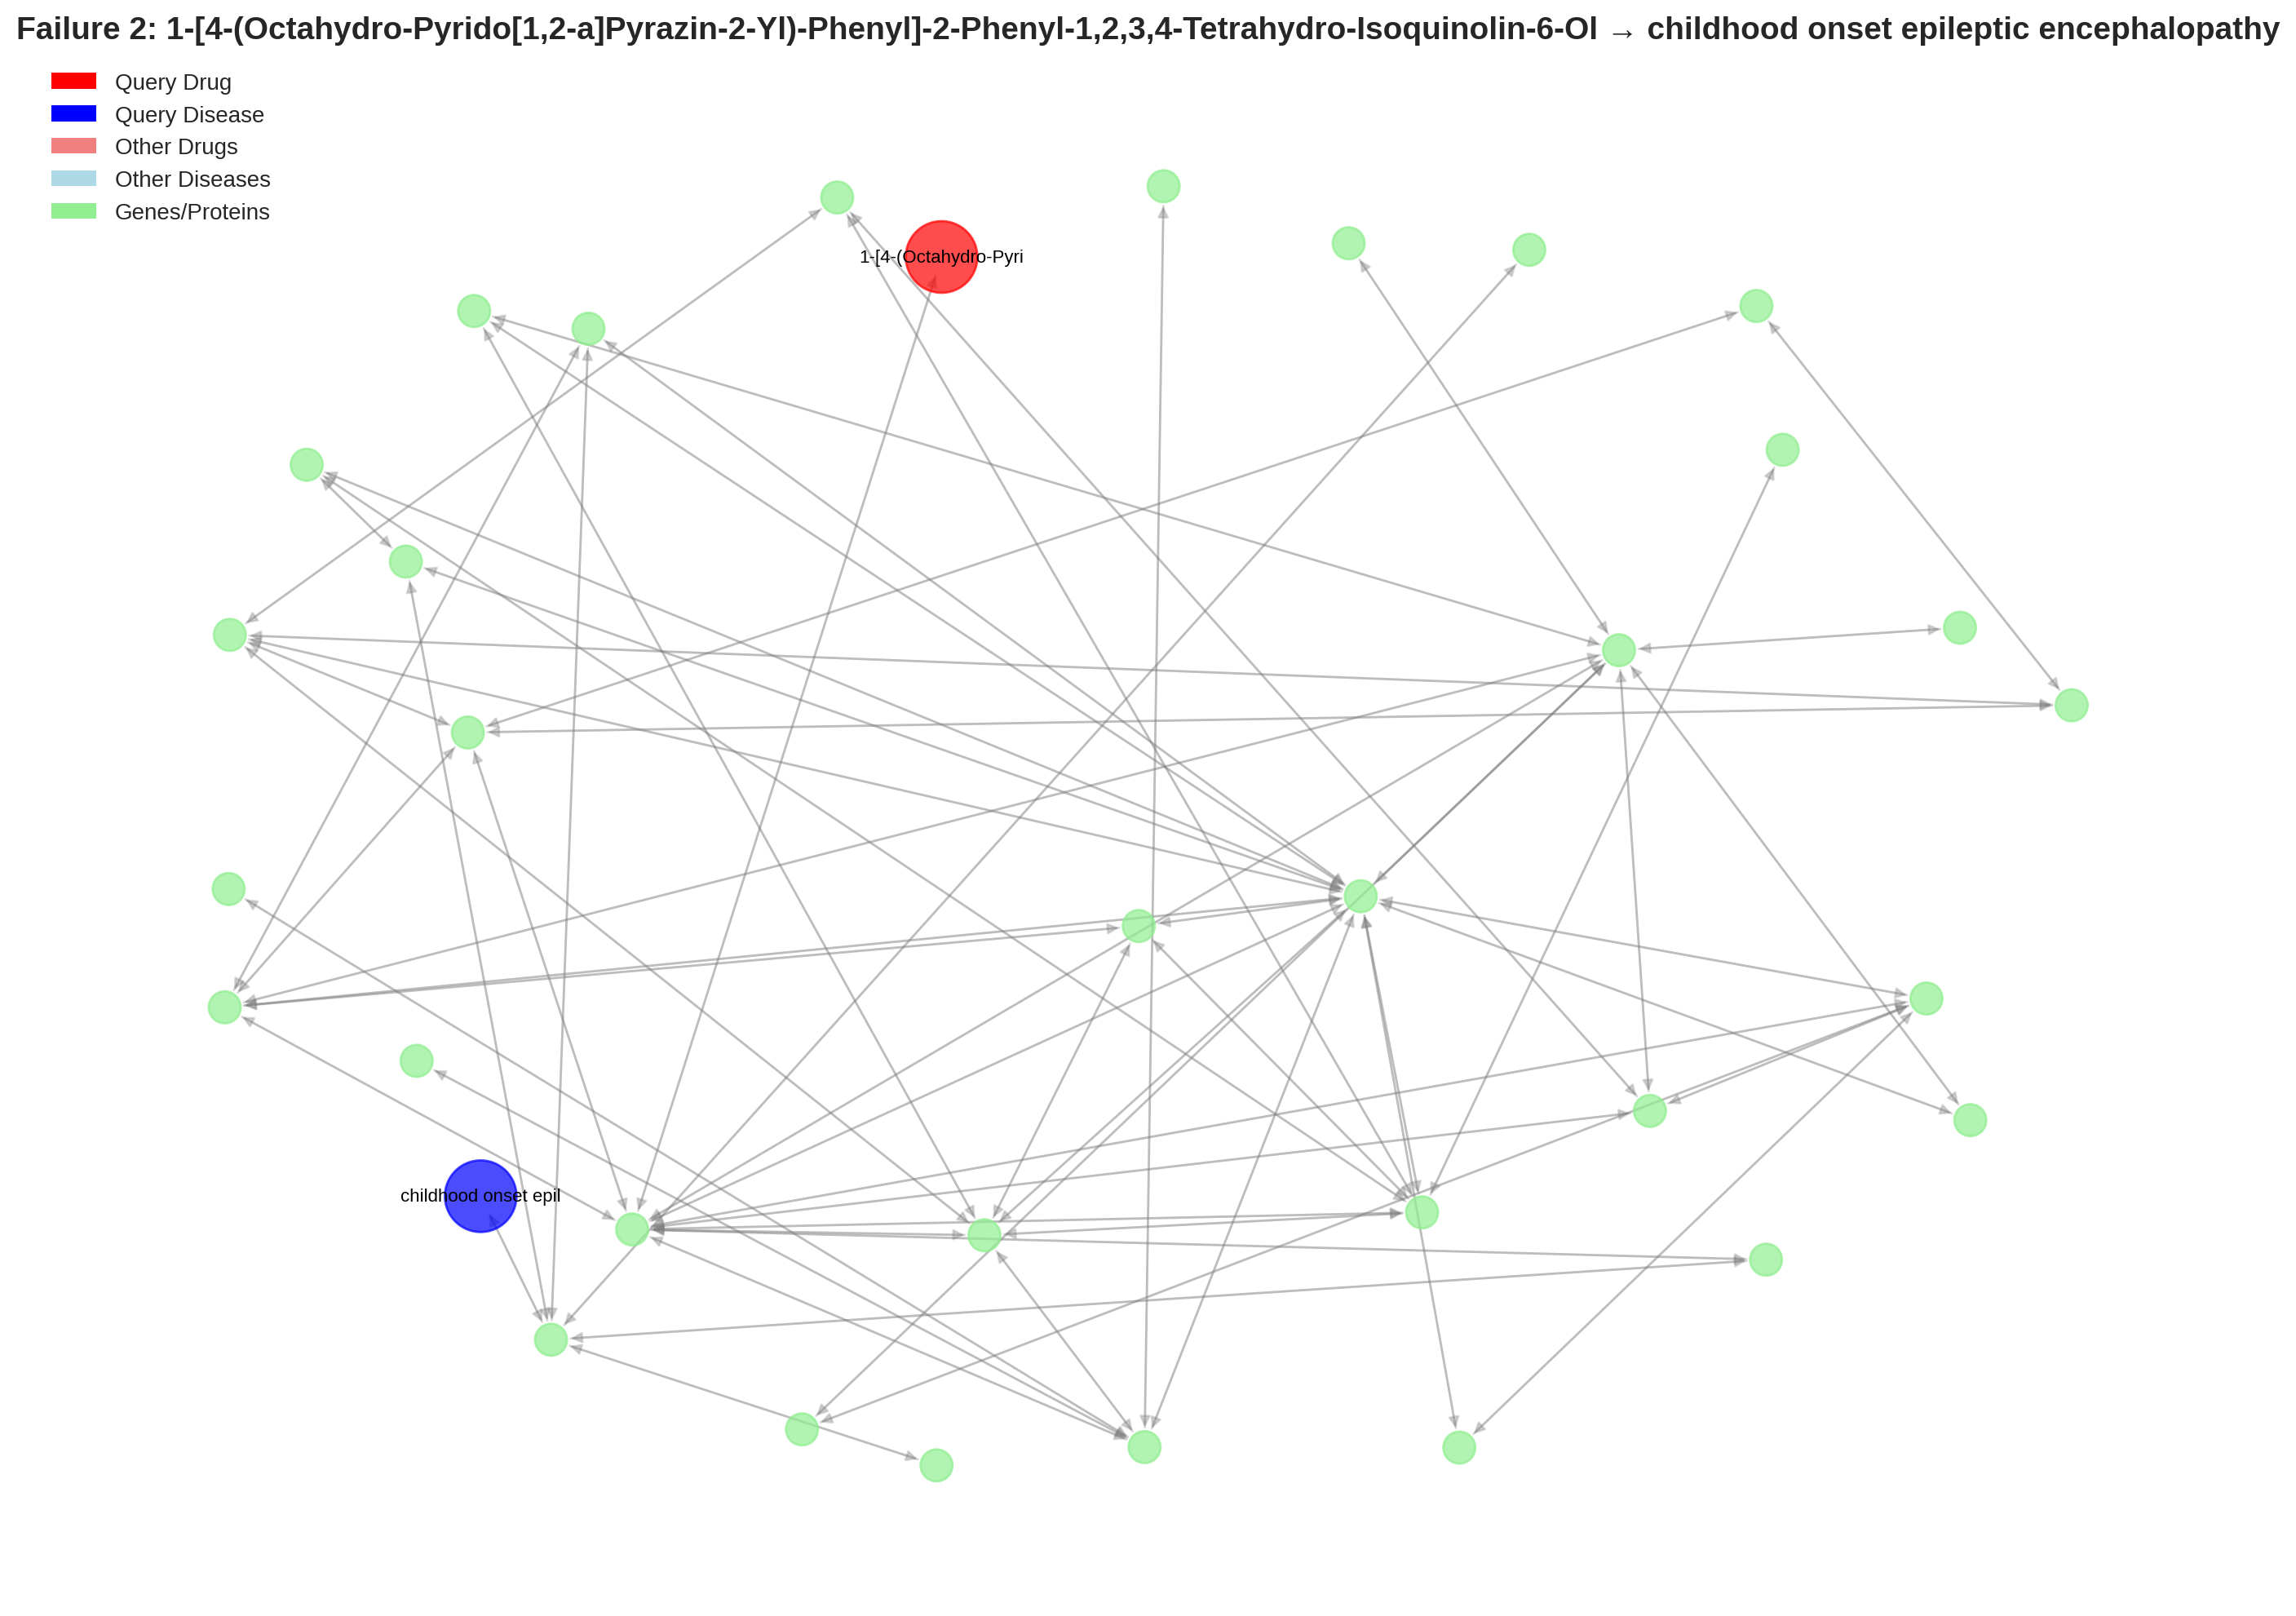 Failure 2: 1-[4-(Octahydro-Pyrido[1,2-a]Pyrazin-2-Yl)-Phenyl]-2-Phenyl-1,2,3,4-Tetrahydro-Isoquinolin-6-Ol → childhood onset epileptic encephalopathy
Query Drug
Query Disease
Other Drugs
Other Diseases
Genes/Proteins
1-[4-(Octahydro-Pyri
childhood onset epil